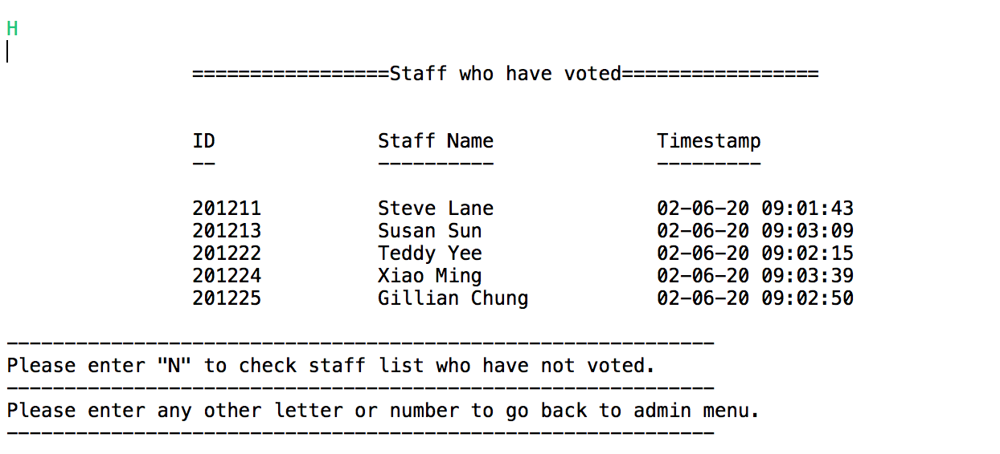 H
=================Staff who have voted=================
ID Staff Name Timestamp
-- ---------- ---------
201211 Steve Lane 02-06-20 09:01:43
201213 Susan Sun 02-06-20 09:03:09
201222 Teddy Yee 02-06-20 09:02:15
201224 Xiao Ming 02-06-20 09:03:39
201225 Gillian Chung 02-06-20 09:02:50
-------------------------------------------------------------
Please enter "N" to check staff list who have not voted.
-------------------------------------------------------------
Please enter any other letter or number to go back to admin menu.
-------------------------------------------------------------